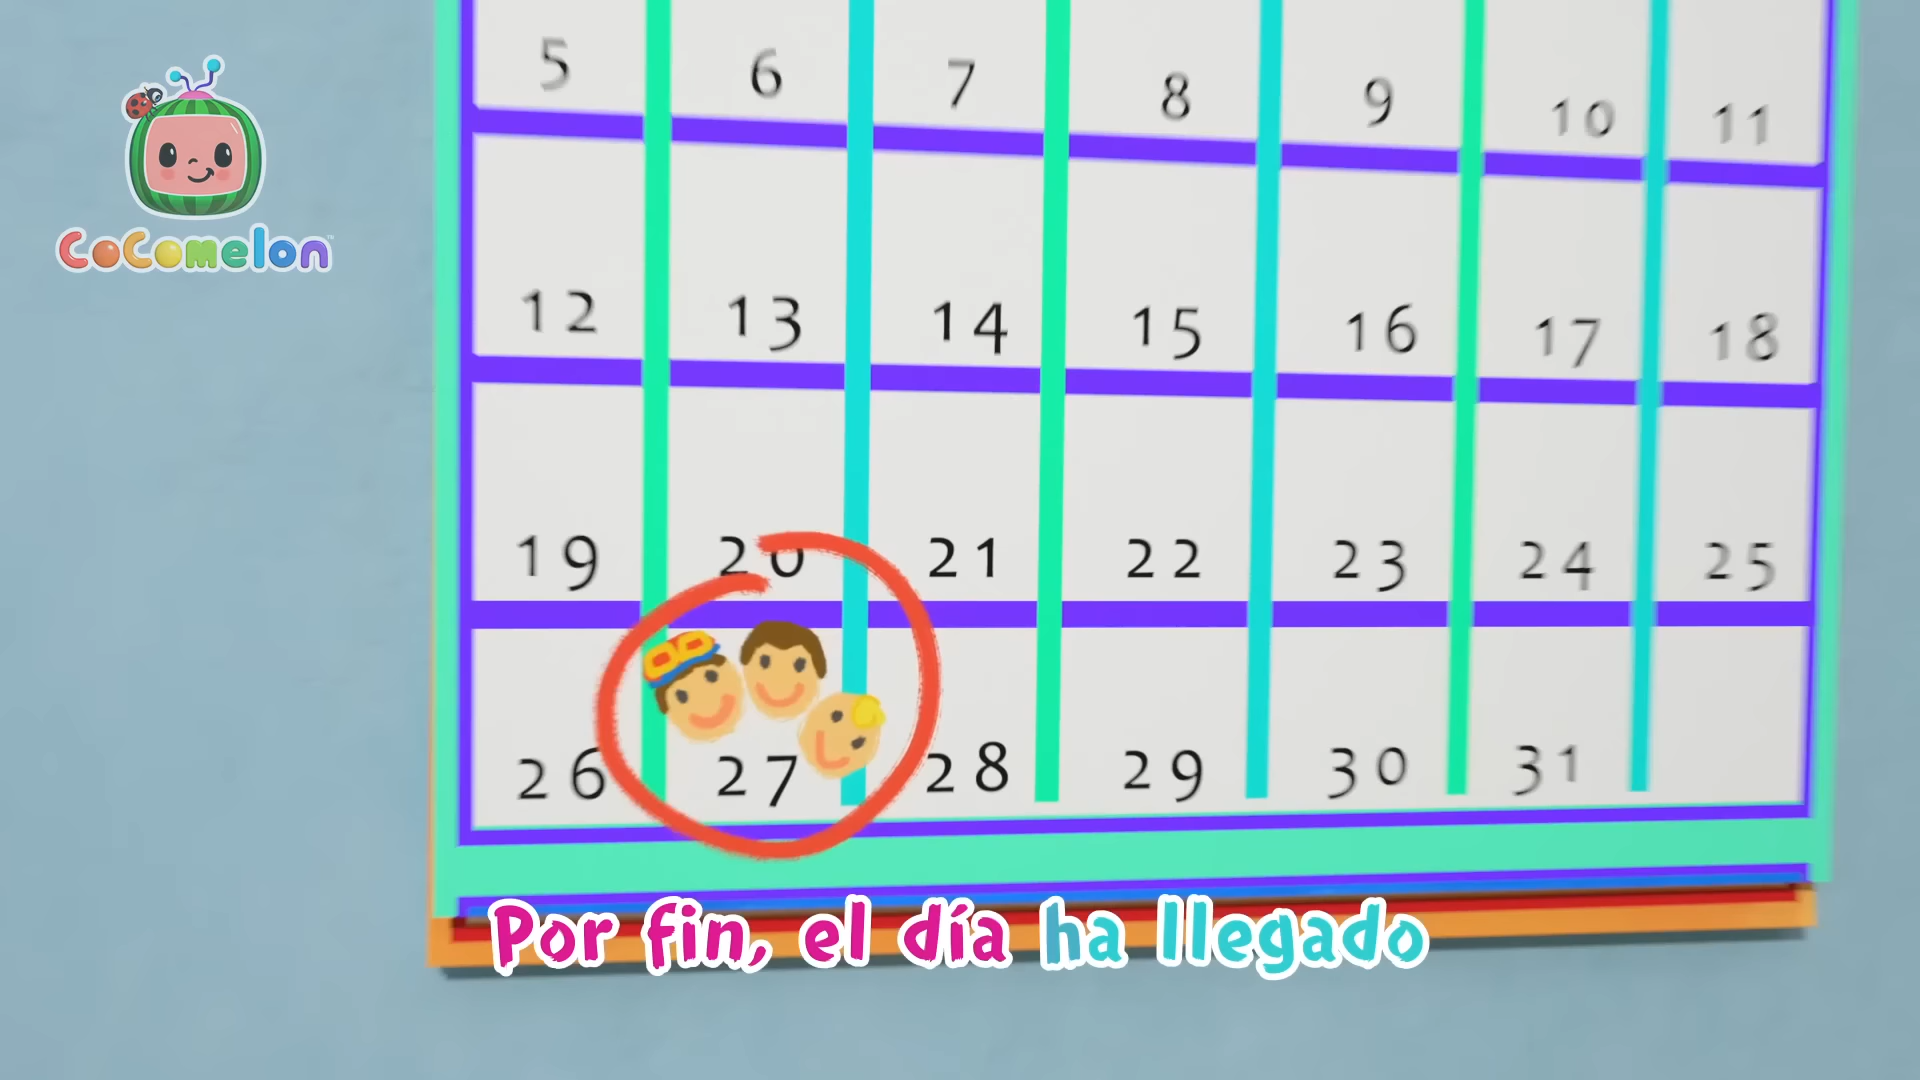 CoCoMelon™
5 6 7 8 9 10 11
12 13 14 15 16 17 18
19 20 21 22 23 24 25
26 27 28 29 30 31
Por fin, el día ha llegado